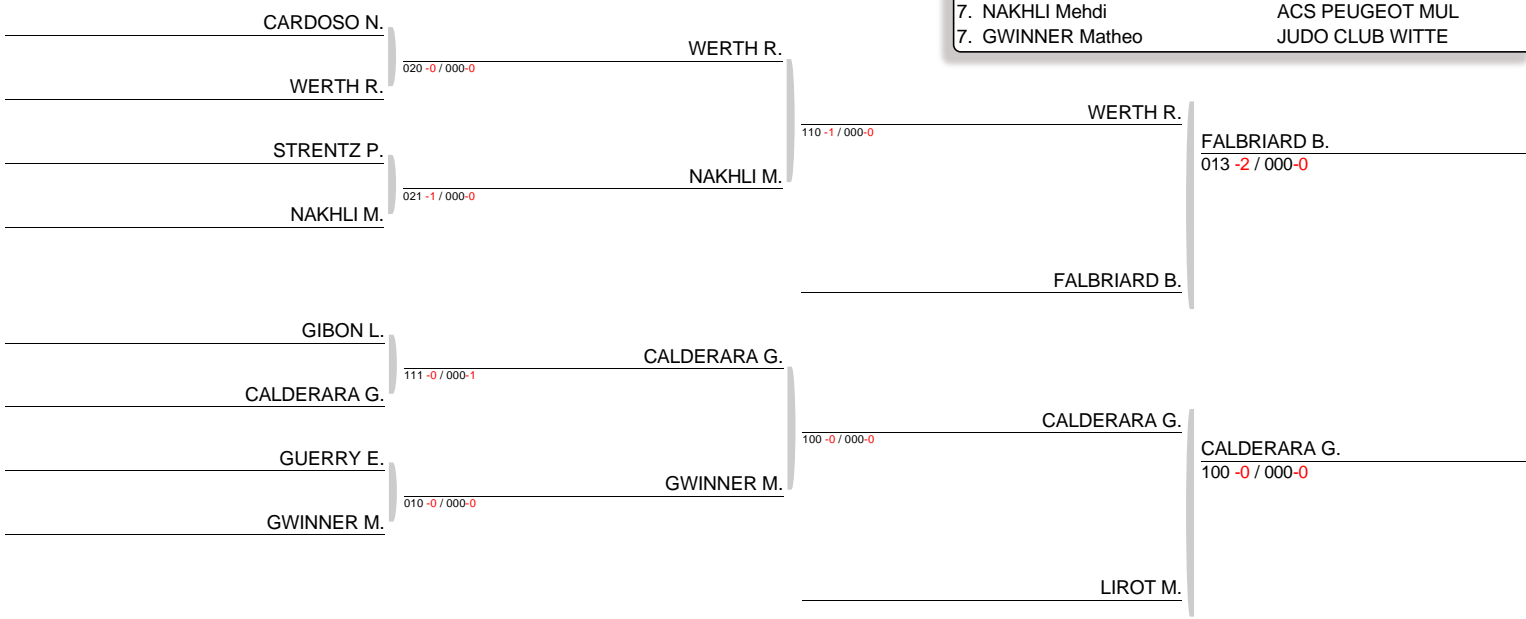 7. NAKHLI Mehdi ACS PEUGEOT MUL
7. GWINNER Matheo JUDO CLUB WITTE
CARDOSO N.
WERTH R.
020 -0 / 000-0
WERTH R.
WERTH R.
110 -1 / 000-0
FALBRIARD B.
013 -2 / 000-0
STRENTZ P.
NAKHLI M.
021 -1 / 000-0
NAKHLI M.
FALBRIARD B.
GIBON L.
CALDERARA G.
111 -0 / 000-1
CALDERARA G.
CALDERARA G.
100 -0 / 000-0
CALDERARA G.
100 -0 / 000-0
GUERRY E.
GWINNER M.
010 -0 / 000-0
GWINNER M.
LIROT M.